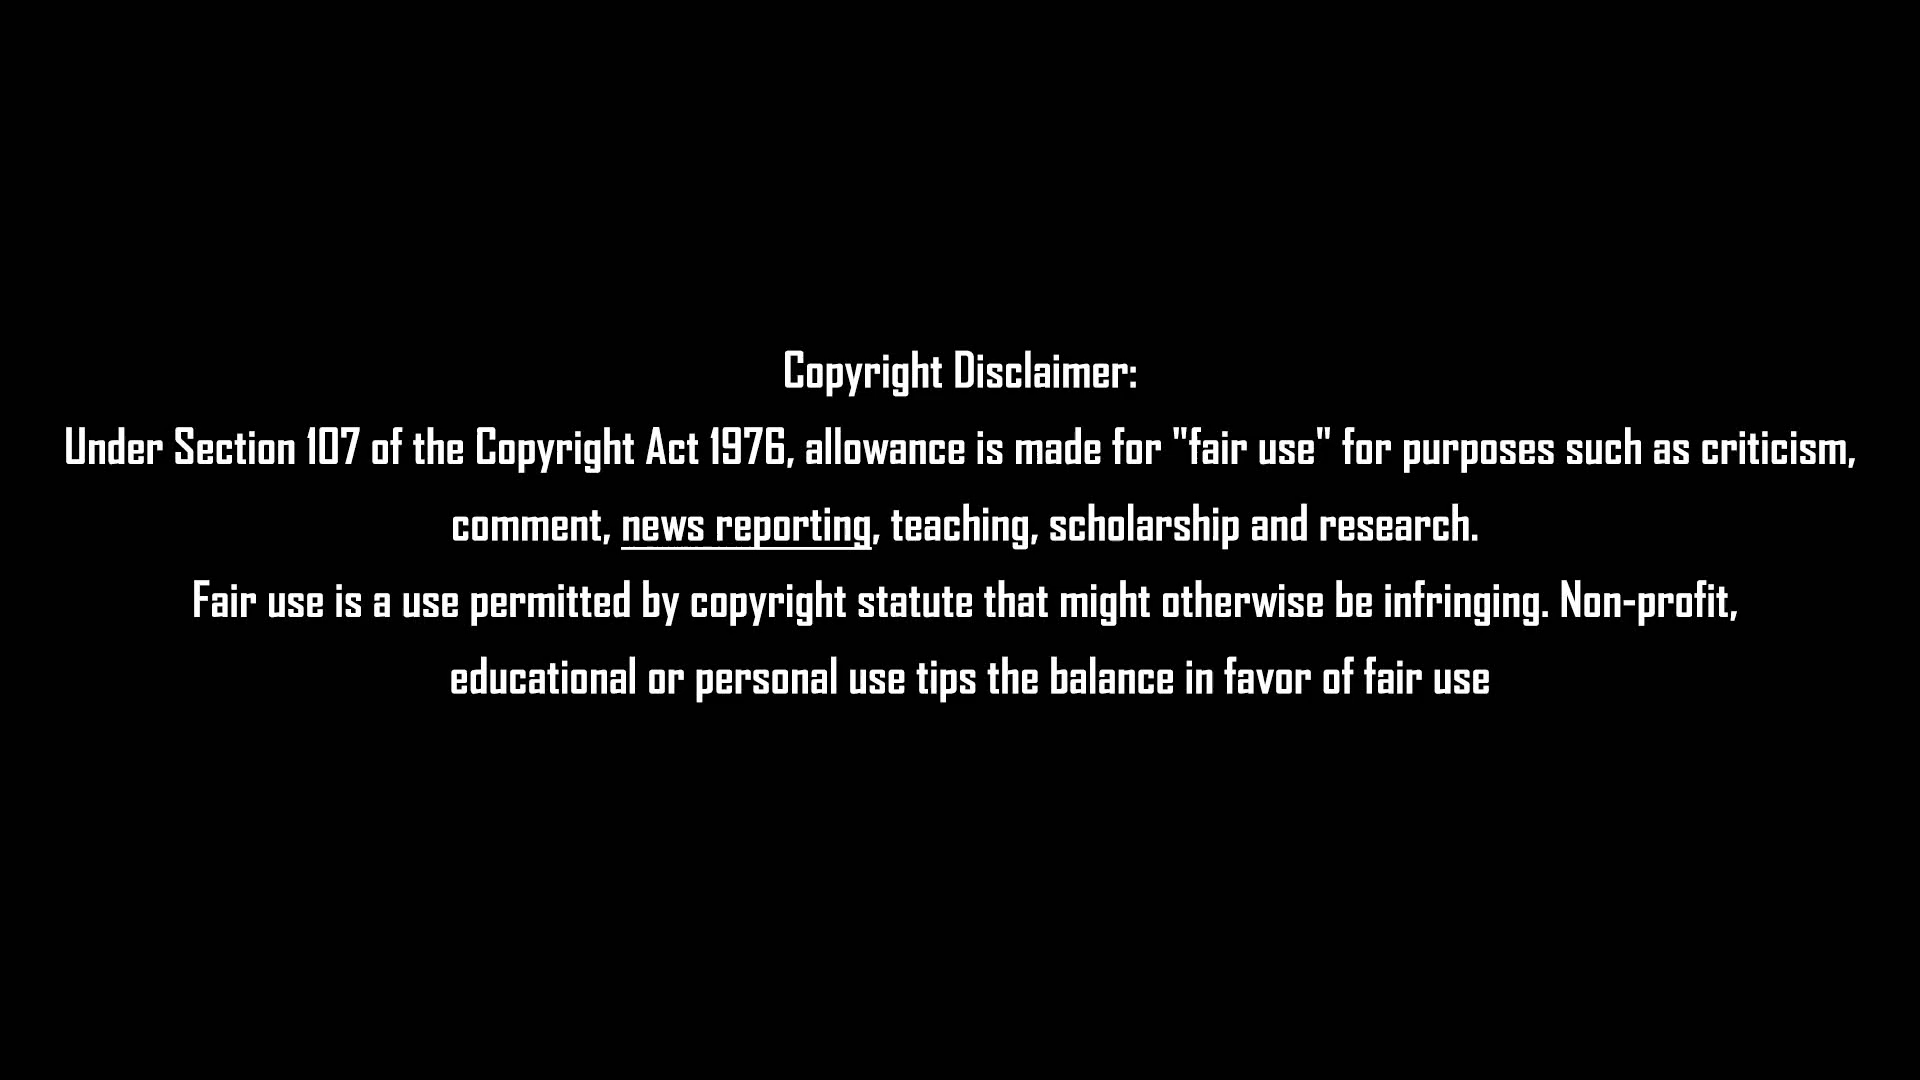 Copyright Disclaimer:
Under Section 107 of the Copyright Act 1976, allowance is made for "fair use" for purposes such as criticism,
comment, news reporting, teaching, scholarship and research.
Fair use is a use permitted by copyright statute that might otherwise be infringing. Non-profit,
educational or personal use tips the balance in favor of fair use